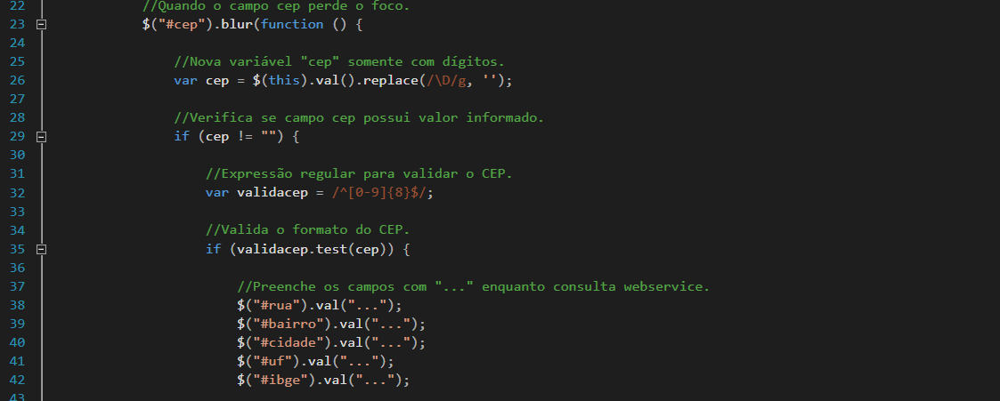 22 //Quando o campo cep perde o foco.
23 $("#cep").blur(function () {
24
25 //Nova variável "cep" somente com dígitos.
26 var cep = $(this).val().replace(/\D/g, '');
27
28 //Verifica se campo cep possui valor informado.
29 if (cep != "") {
30
31 //Expressão regular para validar o CEP.
32 var validacep = /^[0-9]{8}$/;
33
34 //Valida o formato do CEP.
35 if (validacep.test(cep)) {
36
37 //Preenche os campos com "..." enquanto consulta webservice.
38 $("#rua").val("...");
39 $("#bairro").val("...");
40 $("#cidade").val("...");
41 $("#uf").val("...");
42 $("#ibge").val("...");
43